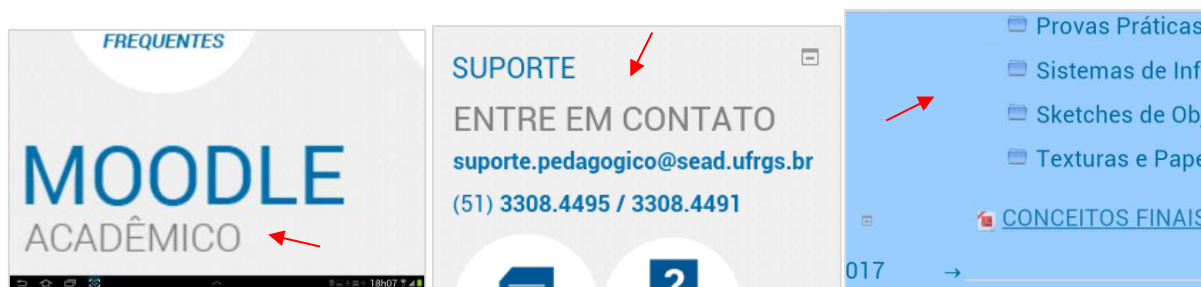 FREQUENTES
MOODLE
ACADÊMICO
18h07
SUPORTE
ENTRE EM CONTATO
suporte.pedagogico@sead.ufrgs.br
(51) 3308.4495 / 3308.4491
?
Provas Práticas
Sistemas de Inf
Sketches de Ob
Texturas e Pape
CONCEITOS FINAIS
017 →